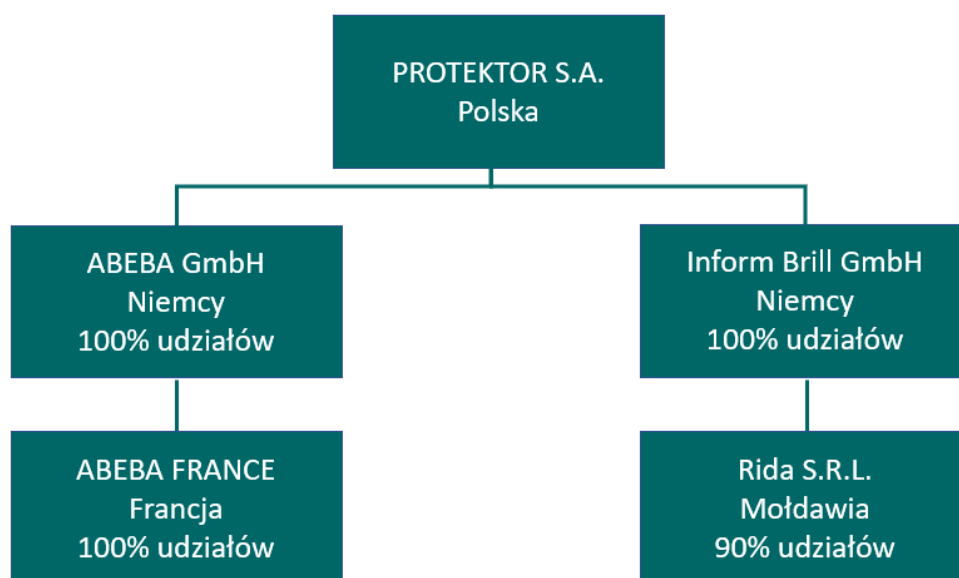 PROTEKTOR S.A.
Polska
ABEBA GmbH
Niemcy
100% udziałów
Inform Brill GmbH
Niemcy
100% udziałów
ABEBA FRANCE
Francja
100% udziałów
Rida S.R.L.
Mołdawia
90% udziałów